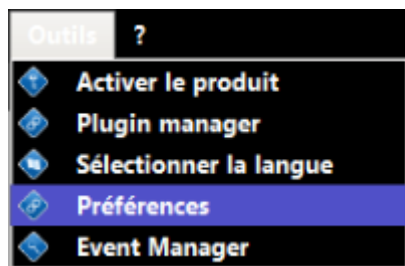 Outils ?
Activer le produit
Plugin manager
Sélectionner la langue
Préférences
Event Manager